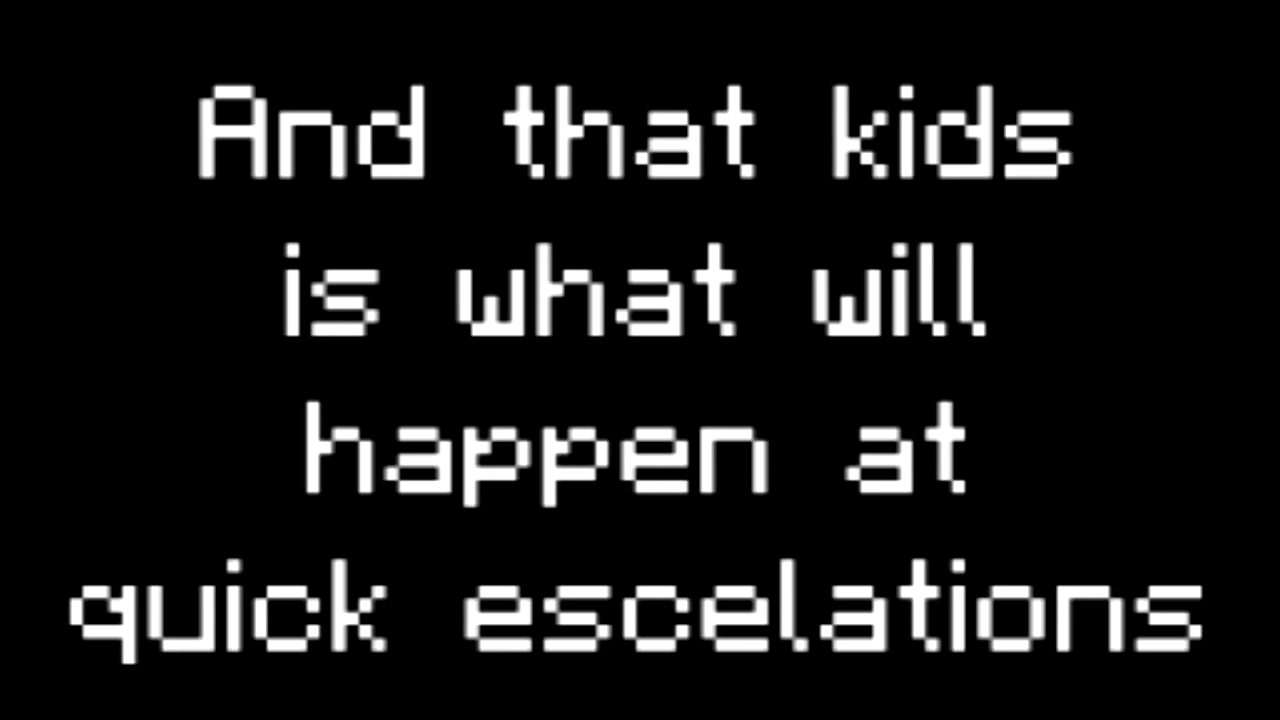 And that kids
is what will
happen at
quick escelations